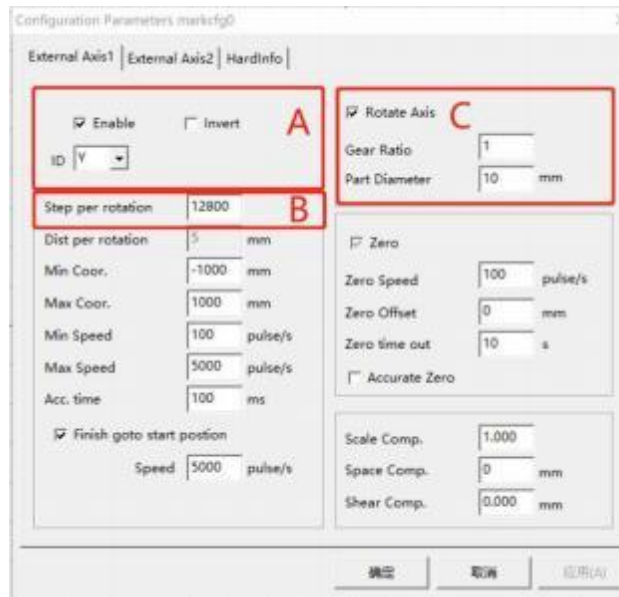 Configuration Parameters markcfg0
External Axis1 External Axis2 HardInfo
Enable Invert A
ID Y
Step per rotation 12800 B
Dist per rotation 5 mm
Min Coor. -1000 mm
Max Coor. 1000 mm
Min Speed 100 pulse/s
Max Speed 5000 pulse/s
Acc. time 100 ms
Finish goto start postion
Speed 5000 pulse/s
Rotate Axis C
Gear Ratio 1
Part Diameter 10 mm
Zero
Zero Speed 100 pulse/s
Zero Offset 0 mm
Zero time out 10 s
Accurate Zero
Scale Comp. 1.000
Space Comp. 0 mm
Shear Comp. 0.000 mm
确定 取消 应用(A)